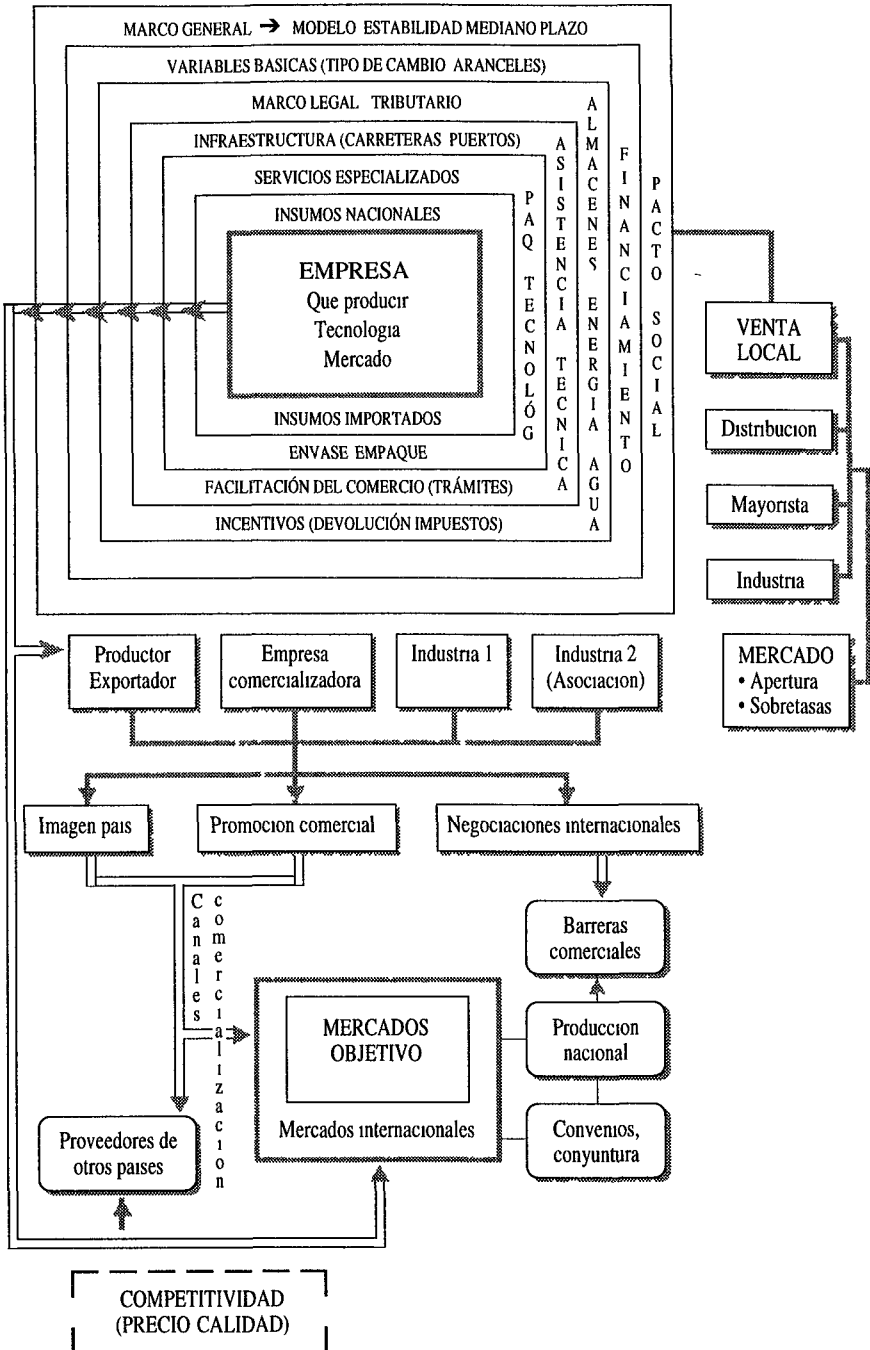 MARCO GENERAL → MODELO ESTABILIDAD MEDIANO PLAZO
VARIABLES BASICAS (TIPO DE CAMBIO ARANCELES)
MARCO LEGAL TRIBUTARIO
INFRAESTRUCTURA (CARRETERAS PUERTOS)
SERVICIOS ESPECIALIZADOS
INSUMOS NACIONALES
EMPRESA
Que producir
Tecnologıa
Mercado
INSUMOS IMPORTADOS
ENVASE EMPAQUE
FACILITACIÓN DEL COMERCIO (TRÁMITES)
INCENTIVOS (DEVOLUCIÓN IMPUESTOS)
PAQ TECNOLÓG
ASISTENCIA TECNICA
ALMACENES ENERGIA AGUA
FINANCIAMIENTO
PACTO SOCIAL
VENTA
LOCAL
Distribucion
Mayorista
Industria
MERCADO
• Apertura
• Sobretasas
Productor
Exportador
Empresa
comercializadora
Industria 1
Industria 2
(Asociacion)
Imagen pais
Promocion comercial
Negociaciones internacionales
Canales
comercializacion
Barreras
comerciales
MERCADOS
OBJETIVO
Mercados internacionales
Produccion
nacional
Convenios,
conyuntura
Proveedores de
otros paises
COMPETITIVIDAD
(PRECIO CALIDAD)